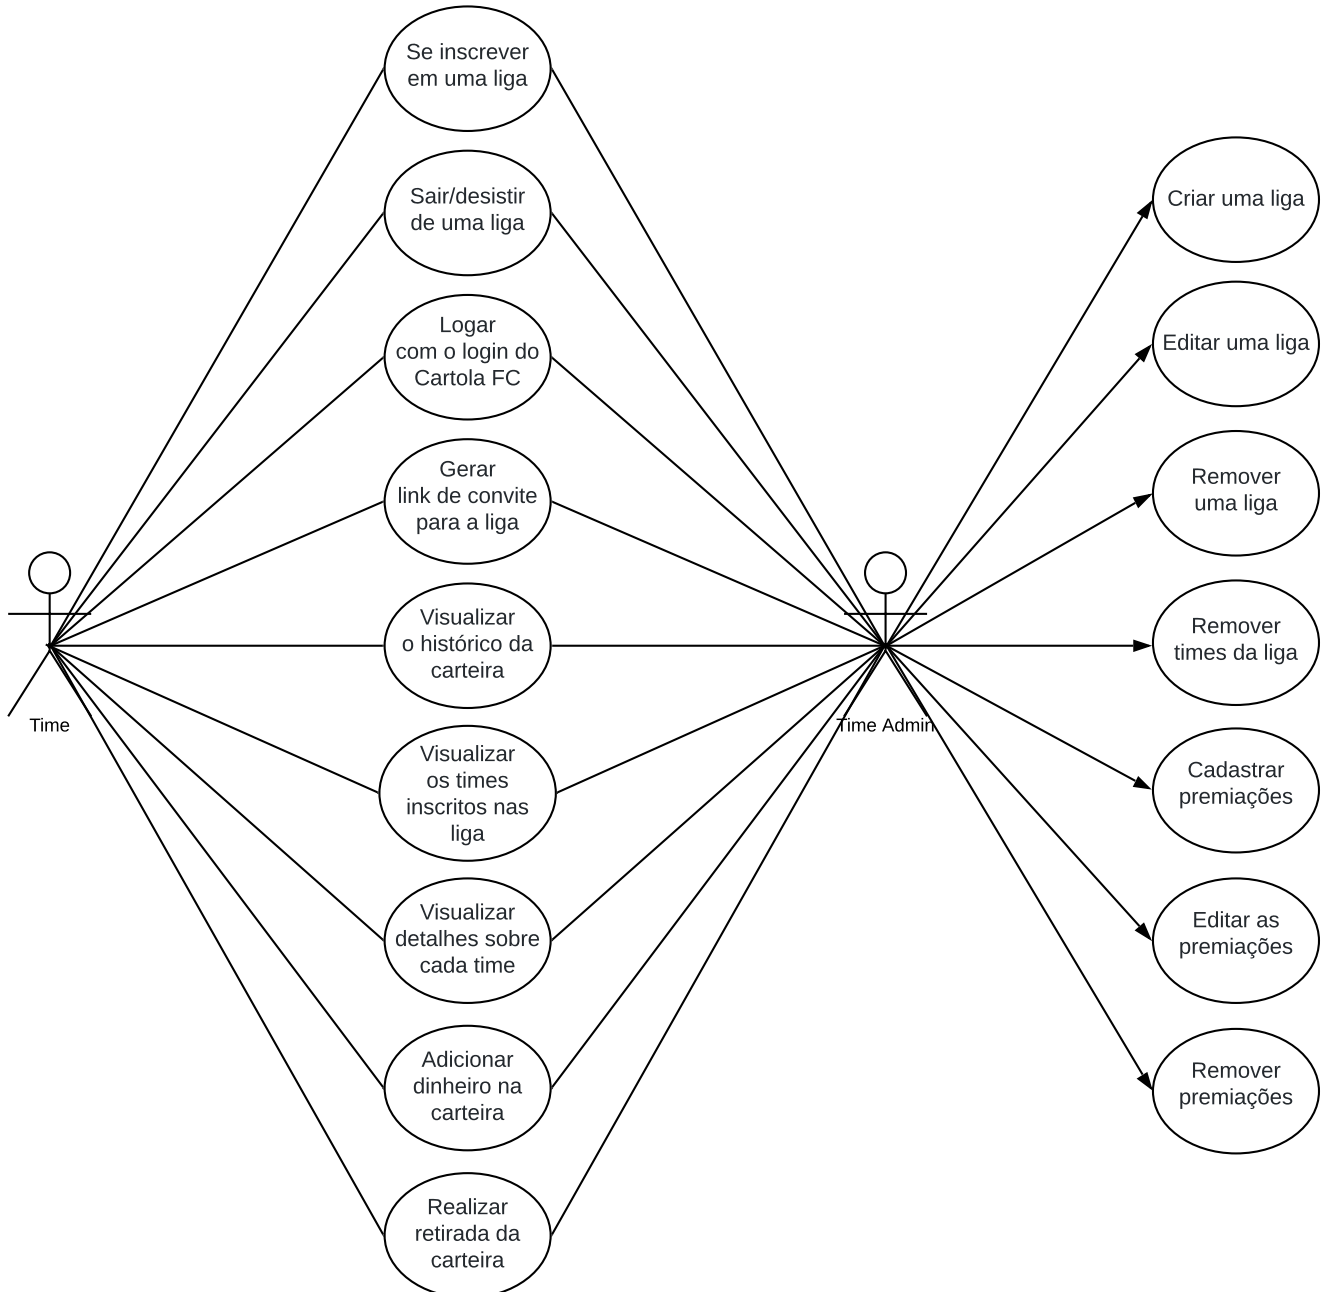 Se inscrever
em uma liga
Sair/desistir
de uma liga
Logar
com o login do
Cartola FC
Gerar
link de convite
para a liga
Visualizar
o histórico da
carteira
Visualizar
os times
inscritos nas
liga
Visualizar
detalhes sobre
cada time
Adicionar
dinheiro na
carteira
Realizar
retirada da
carteira
Time
Time Admin
Criar uma liga
Editar uma liga
Remover
uma liga
Remover
times da liga
Cadastrar
premiações
Editar as
premiações
Remover
premiações